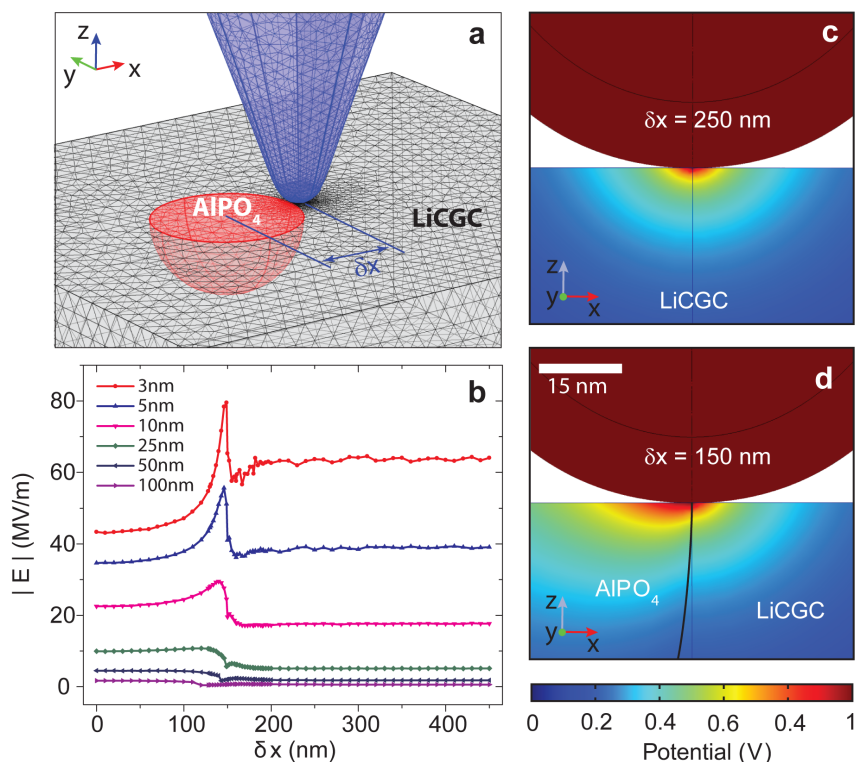 a
z
y
x
AlPO4
LiCGC
δx
b
3nm
5nm
10nm
25nm
50nm
100nm
80
60
40
20
0
| E | (MV/m)
0
100
200
300
400
δ x (nm)
c
δx = 250 nm
z
y
x
LiCGC
d
15 nm
δx = 150 nm
AlPO4
LiCGC
z
y
x
0
0.2
0.6
0.4
0.8
1
Potential (V)